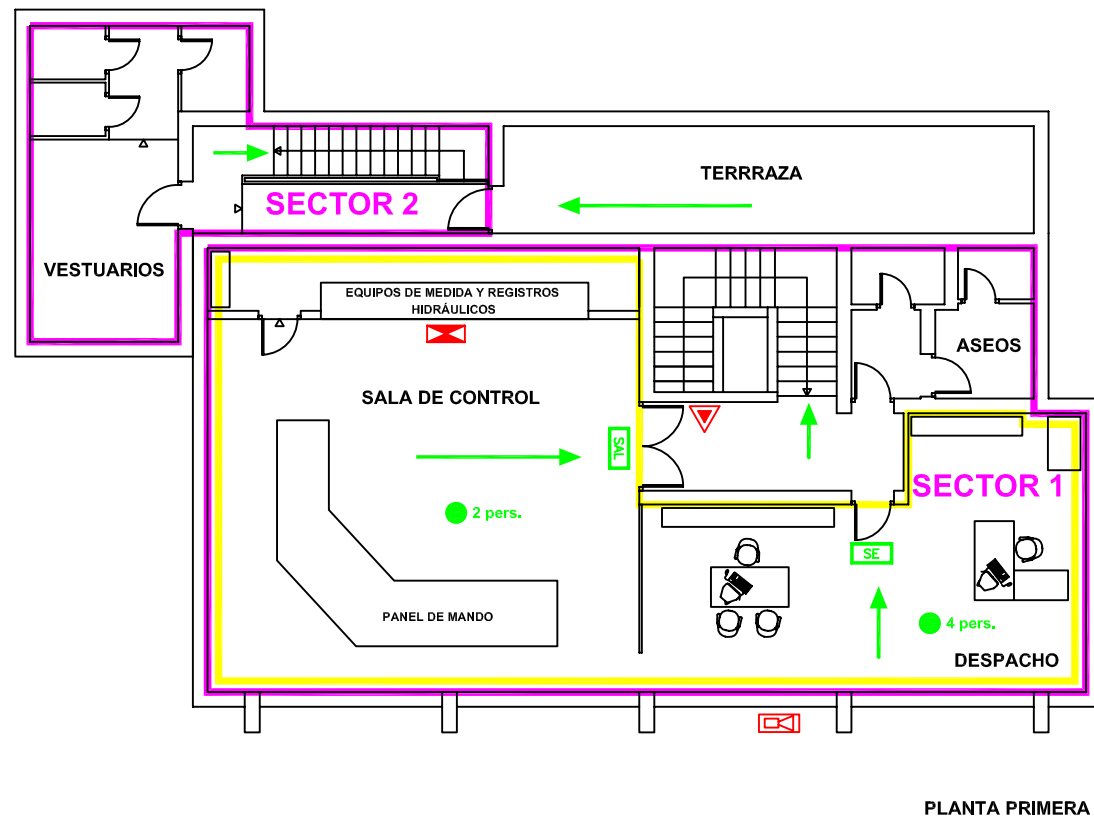 TERRRAZA
SECTOR 2
VESTUARIOS
EQUIPOS DE MEDIDA Y REGISTROS
HIDRÁULICOS
ASEOS
SALA DE CONTROL
SAL
SECTOR 1
2 pers.
SE
PANEL DE MANDO
4 pers.
DESPACHO
PLANTA PRIMERA